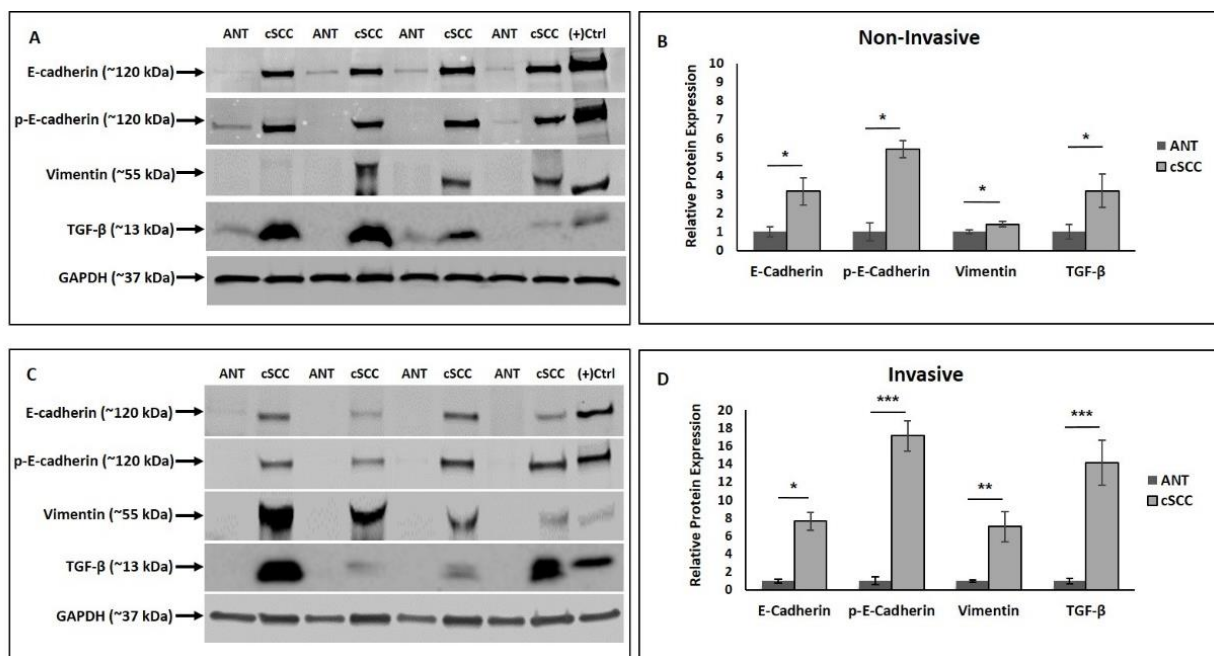 A
ANT cSCC ANT cSCC ANT cSCC ANT cSCC (+)Ctrl
E-cadherin (~120 kDa)
p-E-cadherin (~120 kDa)
Vimentin (~55 kDa)
TGF-β (~13 kDa)
GAPDH (~37 kDa)
B
Non-Invasive
Relative Protein Expression
10
9
8
7
6
5
4
3
2
1
0
* * * *
E-Cadherin p-E-Cadherin Vimentin TGF-β
ANT
cSCC
C
ANT cSCC ANT cSCC ANT cSCC ANT cSCC (+)Ctrl
E-cadherin (~120 kDa)
p-E-cadherin (~120 kDa)
Vimentin (~55 kDa)
TGF-β (~13 kDa)
GAPDH (~37 kDa)
D
Invasive
Relative Protein Expression
20
18
16
14
12
10
8
6
4
2
0
* *** ** ***
E-Cadherin p-E-Cadherin Vimentin TGF-β
ANT
cSCC